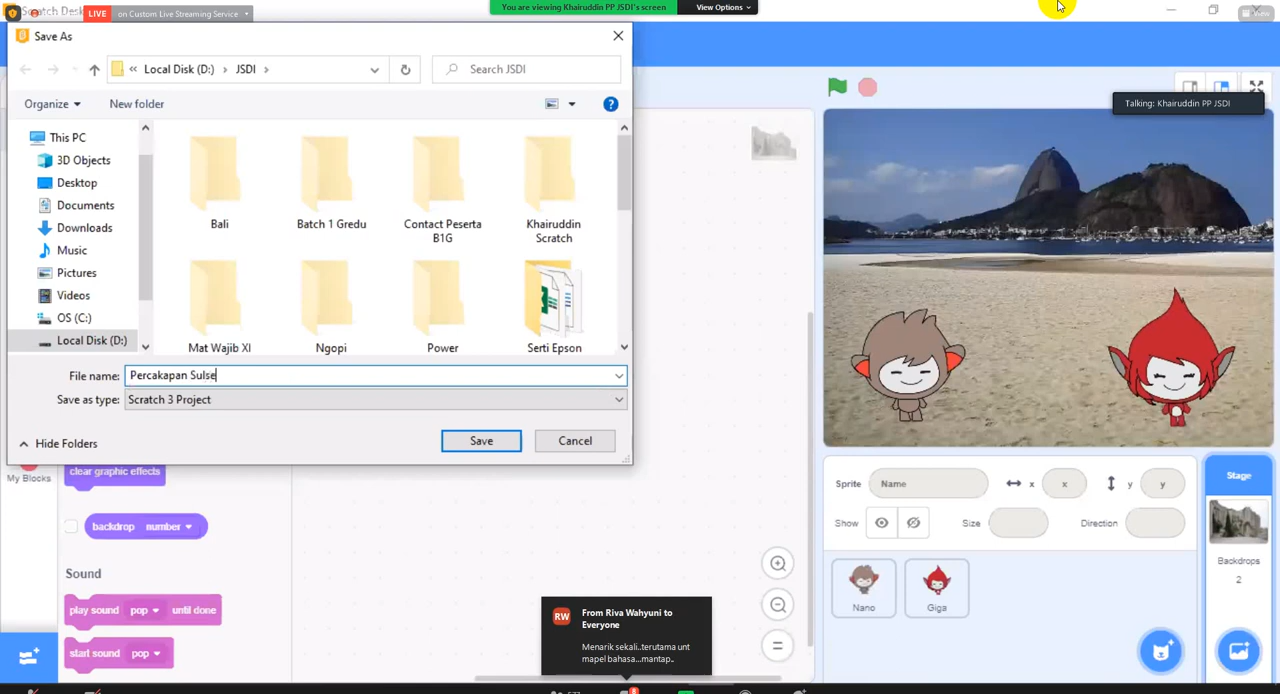 Scratch Desk
LIVE on Custom Live Streaming Service
You are viewing Khairuddin PP JSDI's screen
View Options
View
Save As
« Local Disk (D:) > JSDI >
Search JSDI
Organize
New folder
Talking: Khairuddin PP JSDI
This PC
3D Objects
Desktop
Documents
Downloads
Music
Pictures
Videos
OS (C:)
Local Disk (D:)
Bali
Batch 1 Gredu
Contact Peserta
B1G
Khairuddin
Scratch
Mat Wajib XI
Ngopi
Power
Serti Epson
File name: Percakapan Sulse
Save as type: Scratch 3 Project
Hide Folders
Save
Cancel
My Blocks
clear graphic effects
backdrop number
Sound
play sound pop until done
start sound pop
From Riva Wahyuni to
Everyone
RW
Menarik sekali..terutama unt
mapel bahasa...mantap..
Sprite Name x x y y
Show Size Direction
Nano
Giga
Stage
Backdrops
2
8